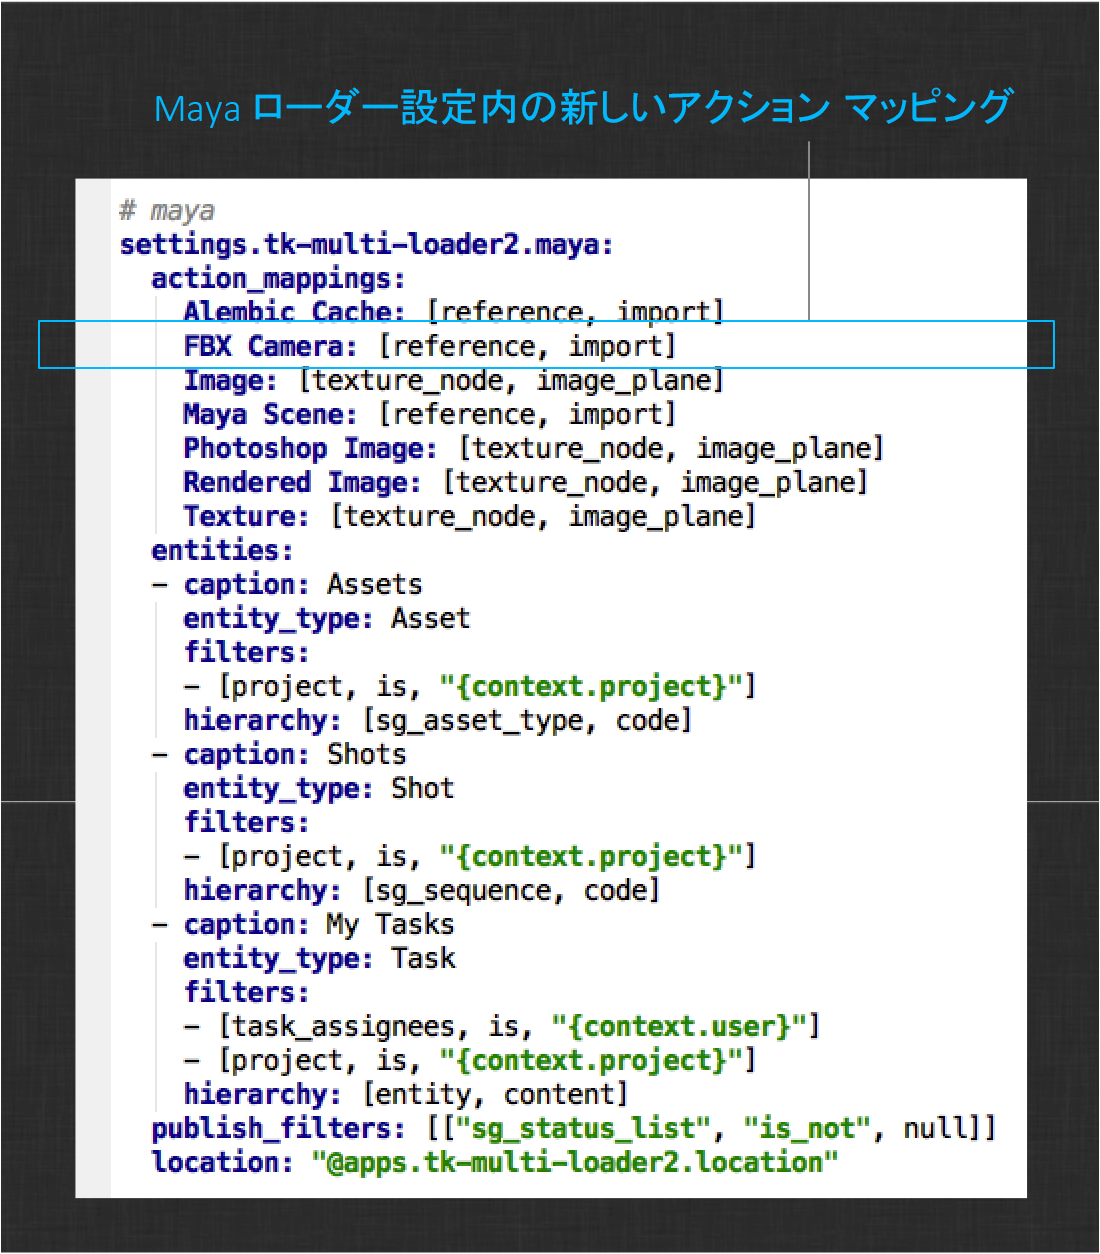 Maya ローダー設定内の新しいアクション マッピング
# maya
settings.tk-multi-loader2.maya:
action_mappings:
Alembic Cache: [reference, import]
FBX Camera: [reference, import]
Image: [texture_node, image_plane]
Maya Scene: [reference, import]
Photoshop Image: [texture_node, image_plane]
Rendered Image: [texture_node, image_plane]
Texture: [texture_node, image_plane]
entities:
- caption: Assets
entity_type: Asset
filters:
- [project, is, "{context.project}"]
hierarchy: [sg_asset_type, code]
- caption: Shots
entity_type: Shot
filters:
- [project, is, "{context.project}"]
hierarchy: [sg_sequence, code]
- caption: My Tasks
entity_type: Task
filters:
- [task_assignees, is, "{context.user}"]
- [project, is, "{context.project}"]
hierarchy: [entity, content]
publish_filters: [["sg_status_list", "is_not", null]]
location: "@apps.tk-multi-loader2.location"